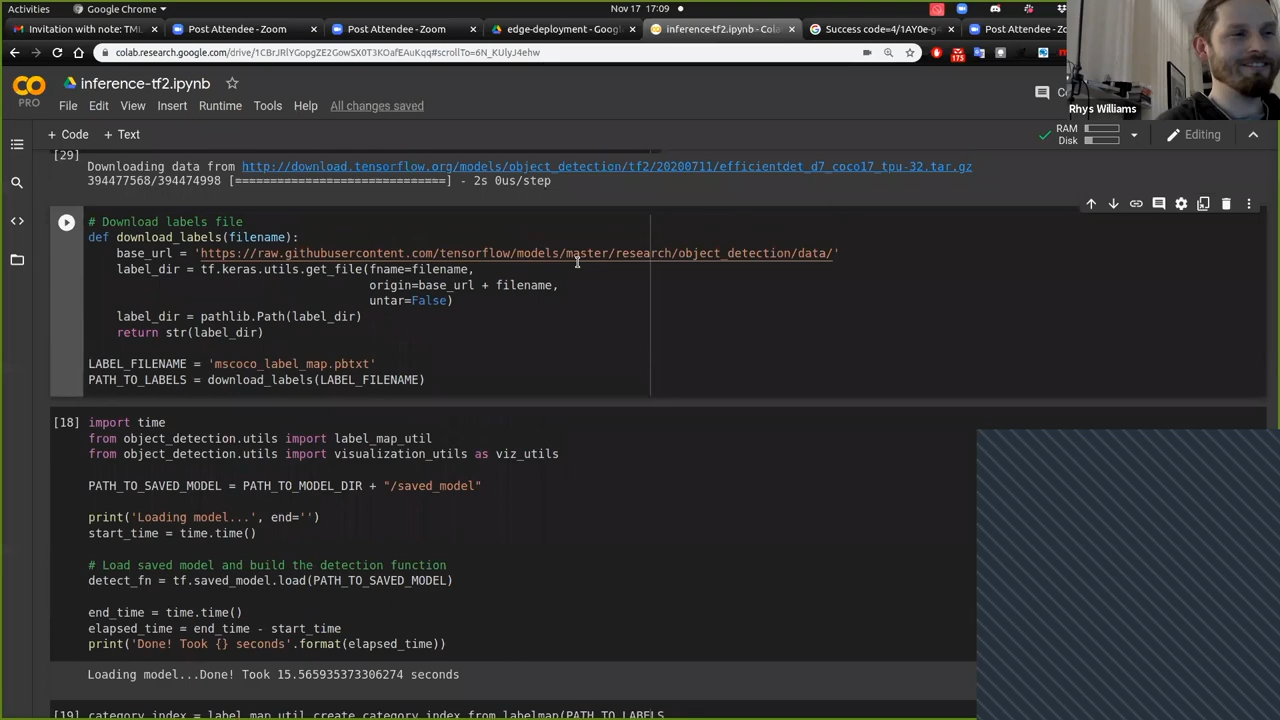 Activities
Google Chrome
Nov 17 17:09
Invitation with note: TML
Post Attendee - Zoom
Post Attendee - Zoom
edge-deployment - Googl
inference-tf2.ipynb - Cola
Success code=4/1AY0e-g
Post Attendee - Zoom
colab.research.google.com/drive/1CBrJRlYGopgZE2GowSX0T3KOafEAuKqq#scrollTo=6N_KUlyJ4ehw
175
CO
PRO
inference-tf2.ipynb
File Edit View Insert Runtime Tools Help All changes saved
Rhys Williams
+ Code + Text
RAM
Disk
Editing
[29]
Downloading data from http://download.tensorflow.org/models/object_detection/tf2/20200711/efficientdet_d7_coco17_tpu-32.tar.gz
394477568/394474998 [==============================] - 2s 0us/step
# Download labels file
def download_labels(filename):
base_url = 'https://raw.githubusercontent.com/tensorflow/models/master/research/object_detection/data/'
label_dir = tf.keras.utils.get_file(fname=filename,
origin=base_url + filename,
untar=False)
label_dir = pathlib.Path(label_dir)
return str(label_dir)
LABEL_FILENAME = 'mscoco_label_map.pbtxt'
PATH_TO_LABELS = download_labels(LABEL_FILENAME)
[18] import time
from object_detection.utils import label_map_util
from object_detection.utils import visualization_utils as viz_utils
PATH_TO_SAVED_MODEL = PATH_TO_MODEL_DIR + "/saved_model"
print('Loading model...', end='')
start_time = time.time()
# Load saved model and build the detection function
detect_fn = tf.saved_model.load(PATH_TO_SAVED_MODEL)
end_time = time.time()
elapsed_time = end_time - start_time
print('Done! Took {} seconds'.format(elapsed_time))
Loading model...Done! Took 15.565935373306274 seconds
[19] category_index = label_map_util.create_category_index_from_labelmap(PATH_TO_LABELS,